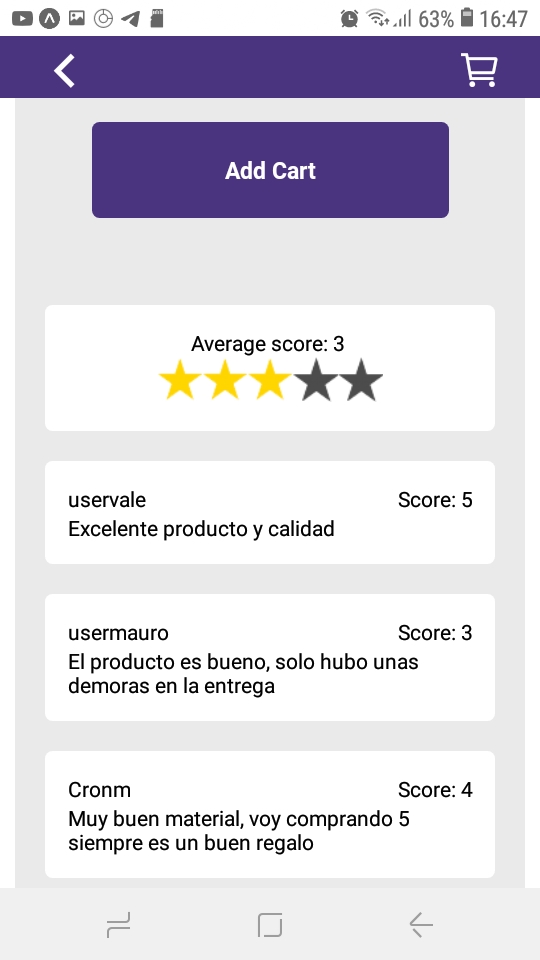 63% 16:47
Add Cart
Average score: 3
uservale Score: 5
Excelente producto y calidad
usermauro Score: 3
El producto es bueno, solo hubo unas
demoras en la entrega
Cronm Score: 4
Muy buen material, voy comprando 5
siempre es un buen regalo